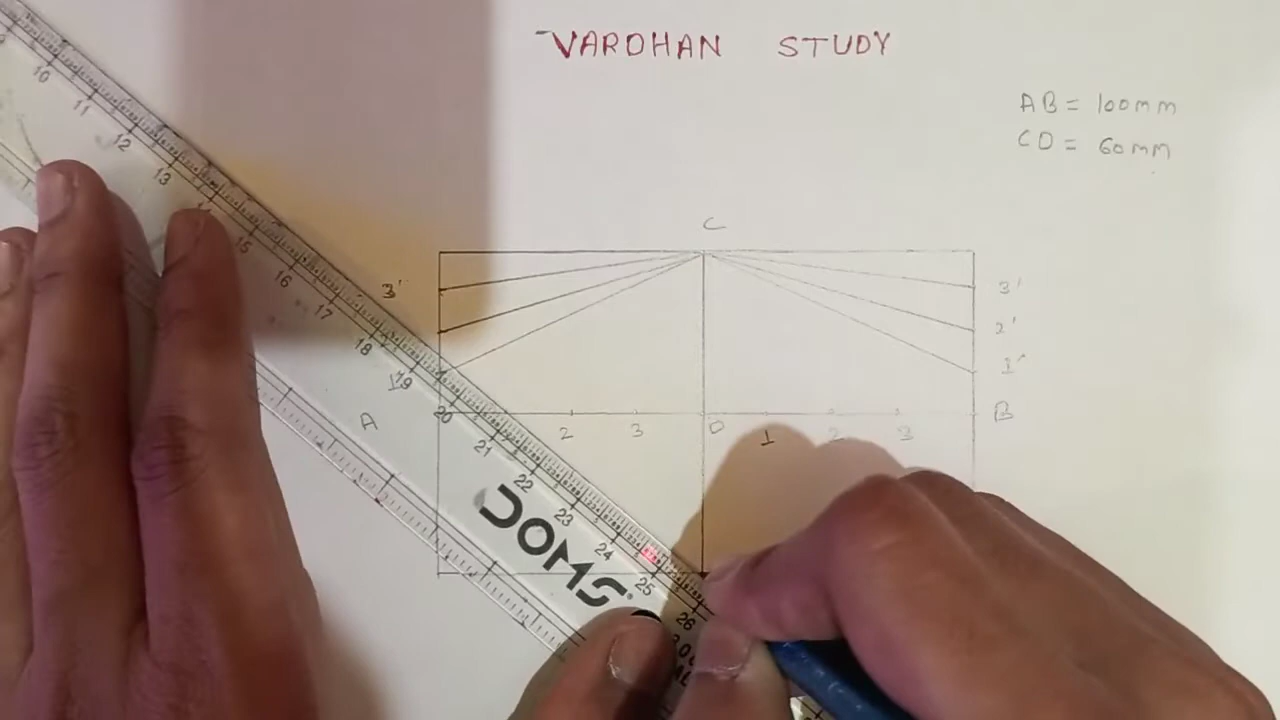 VARDHAN STUDY
AB = 100mm
CD = 60mm
C
3'
3'
2'
1'
A
2
3
O
1
2
3
B
10 11 12 13 14 15 16 17 18 19 20 21 22 23 24 25 26
DOMS